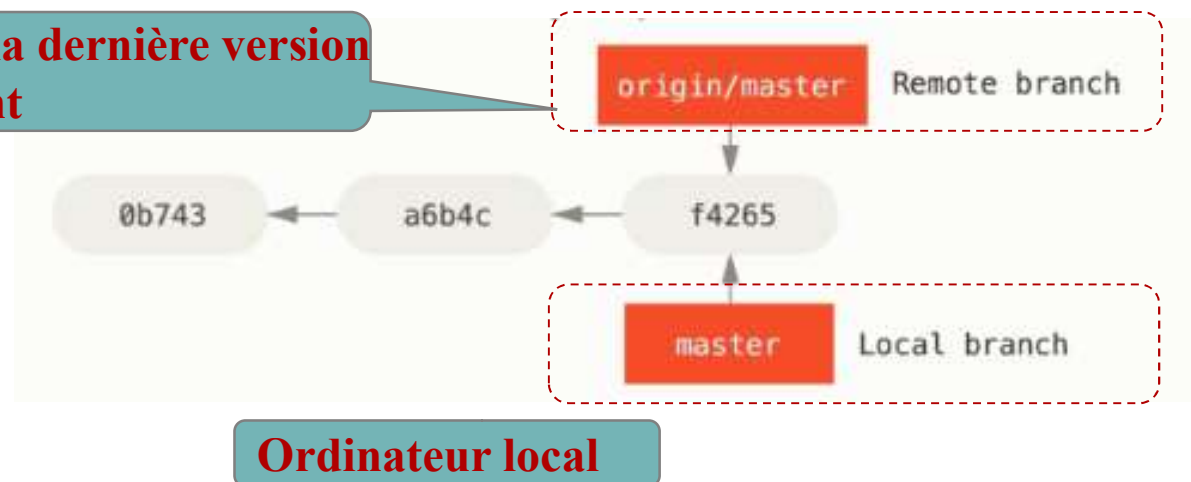 a dernière version
nt
origin/master Remote branch
0b743 a6b4c f4265
master Local branch
Ordinateur local